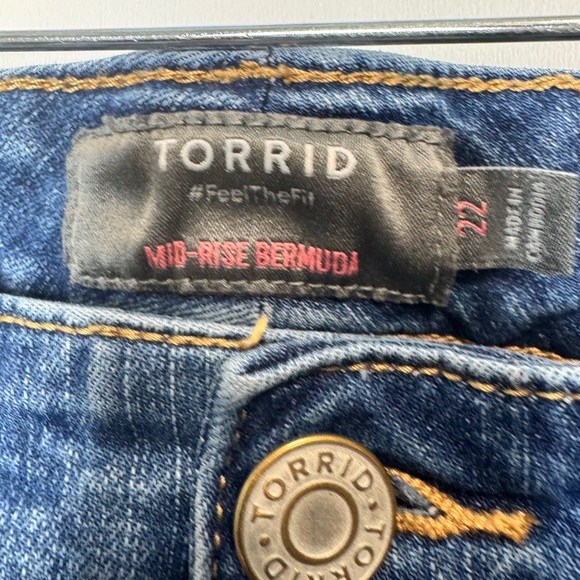 TORRID
#FeelTheFit
MID-RISE BERMUDA
22
MADE IN
CAMBODIA
TORRID • TORRID •